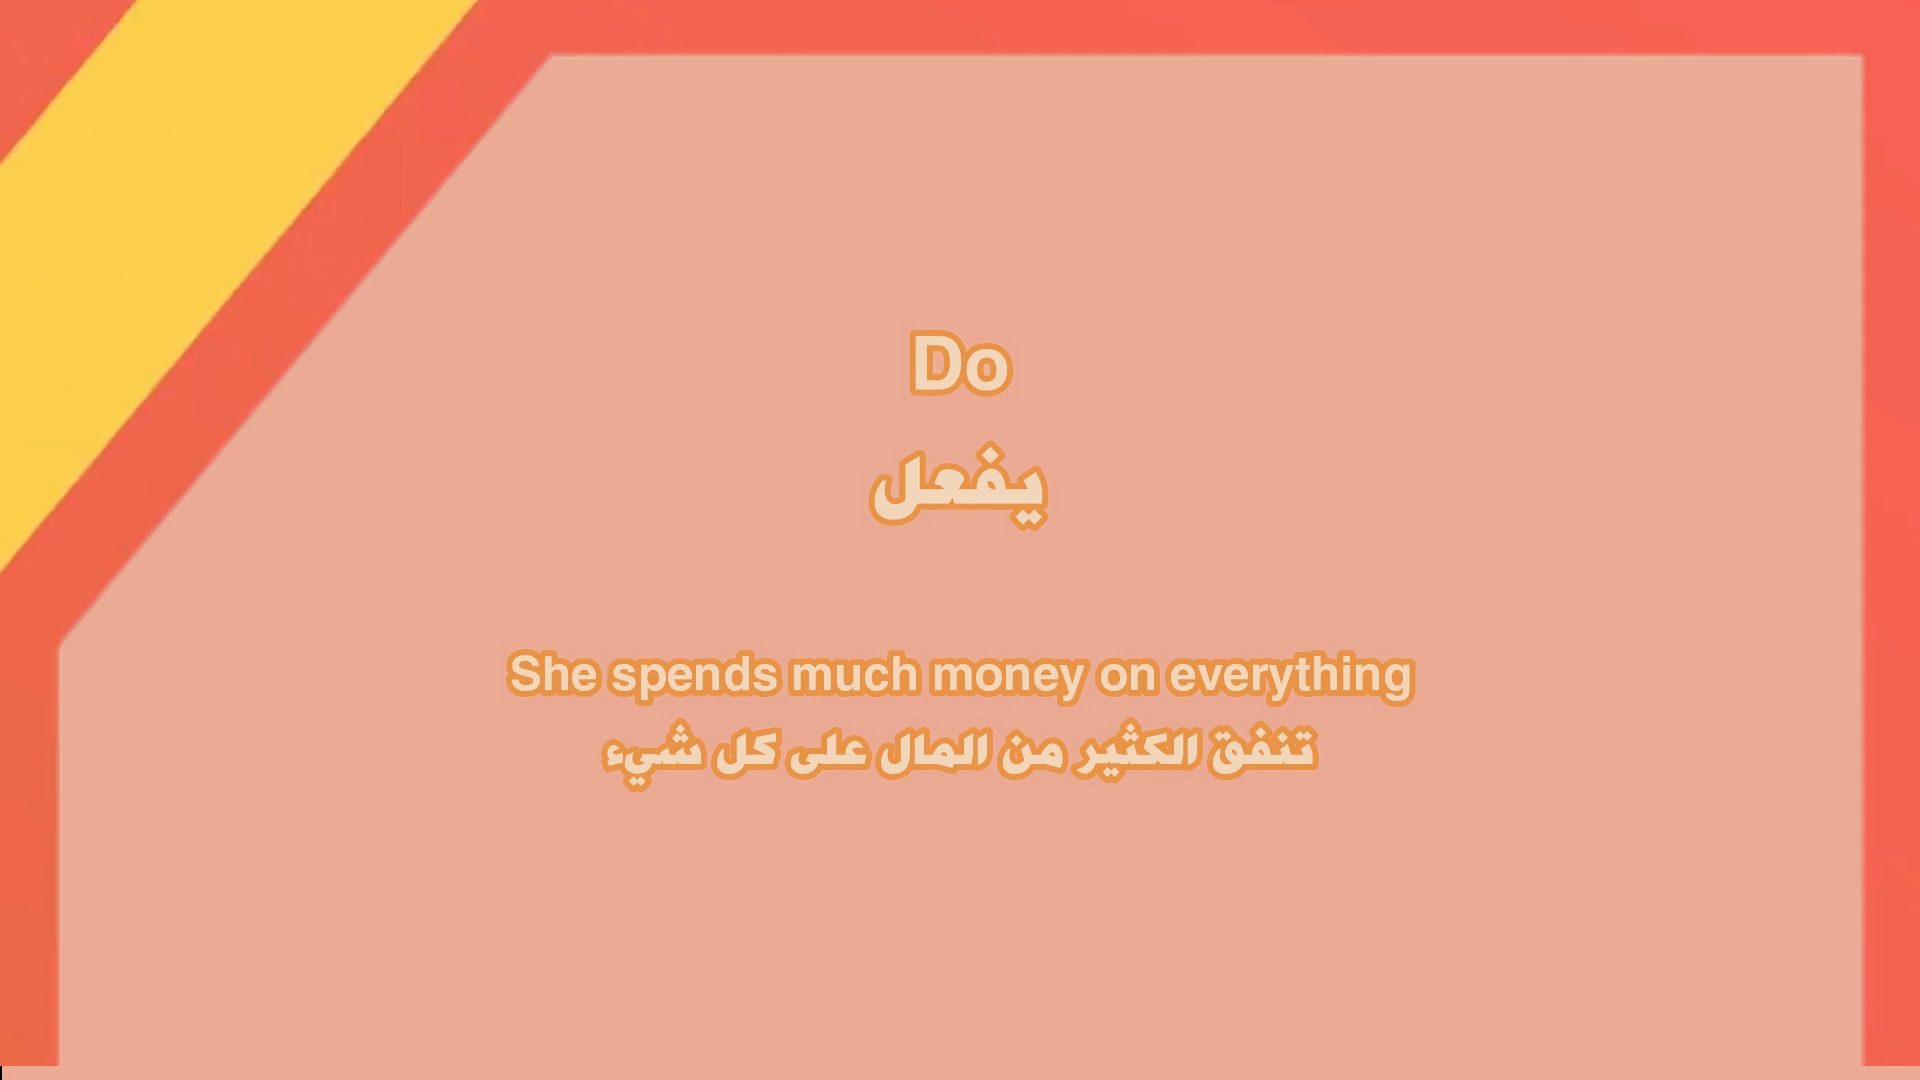 Do
يفعل
She spends much money on everything
تنفق الكثير من المال على كل شيء